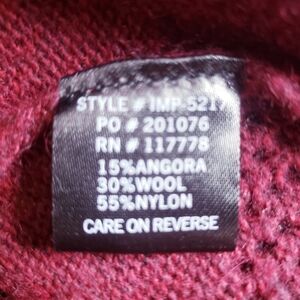 STYLE # IMP-5217
PO # 201076
RN # 117778
15%ANGORA
30%WOOL
55%NYLON
CARE ON REVERSE